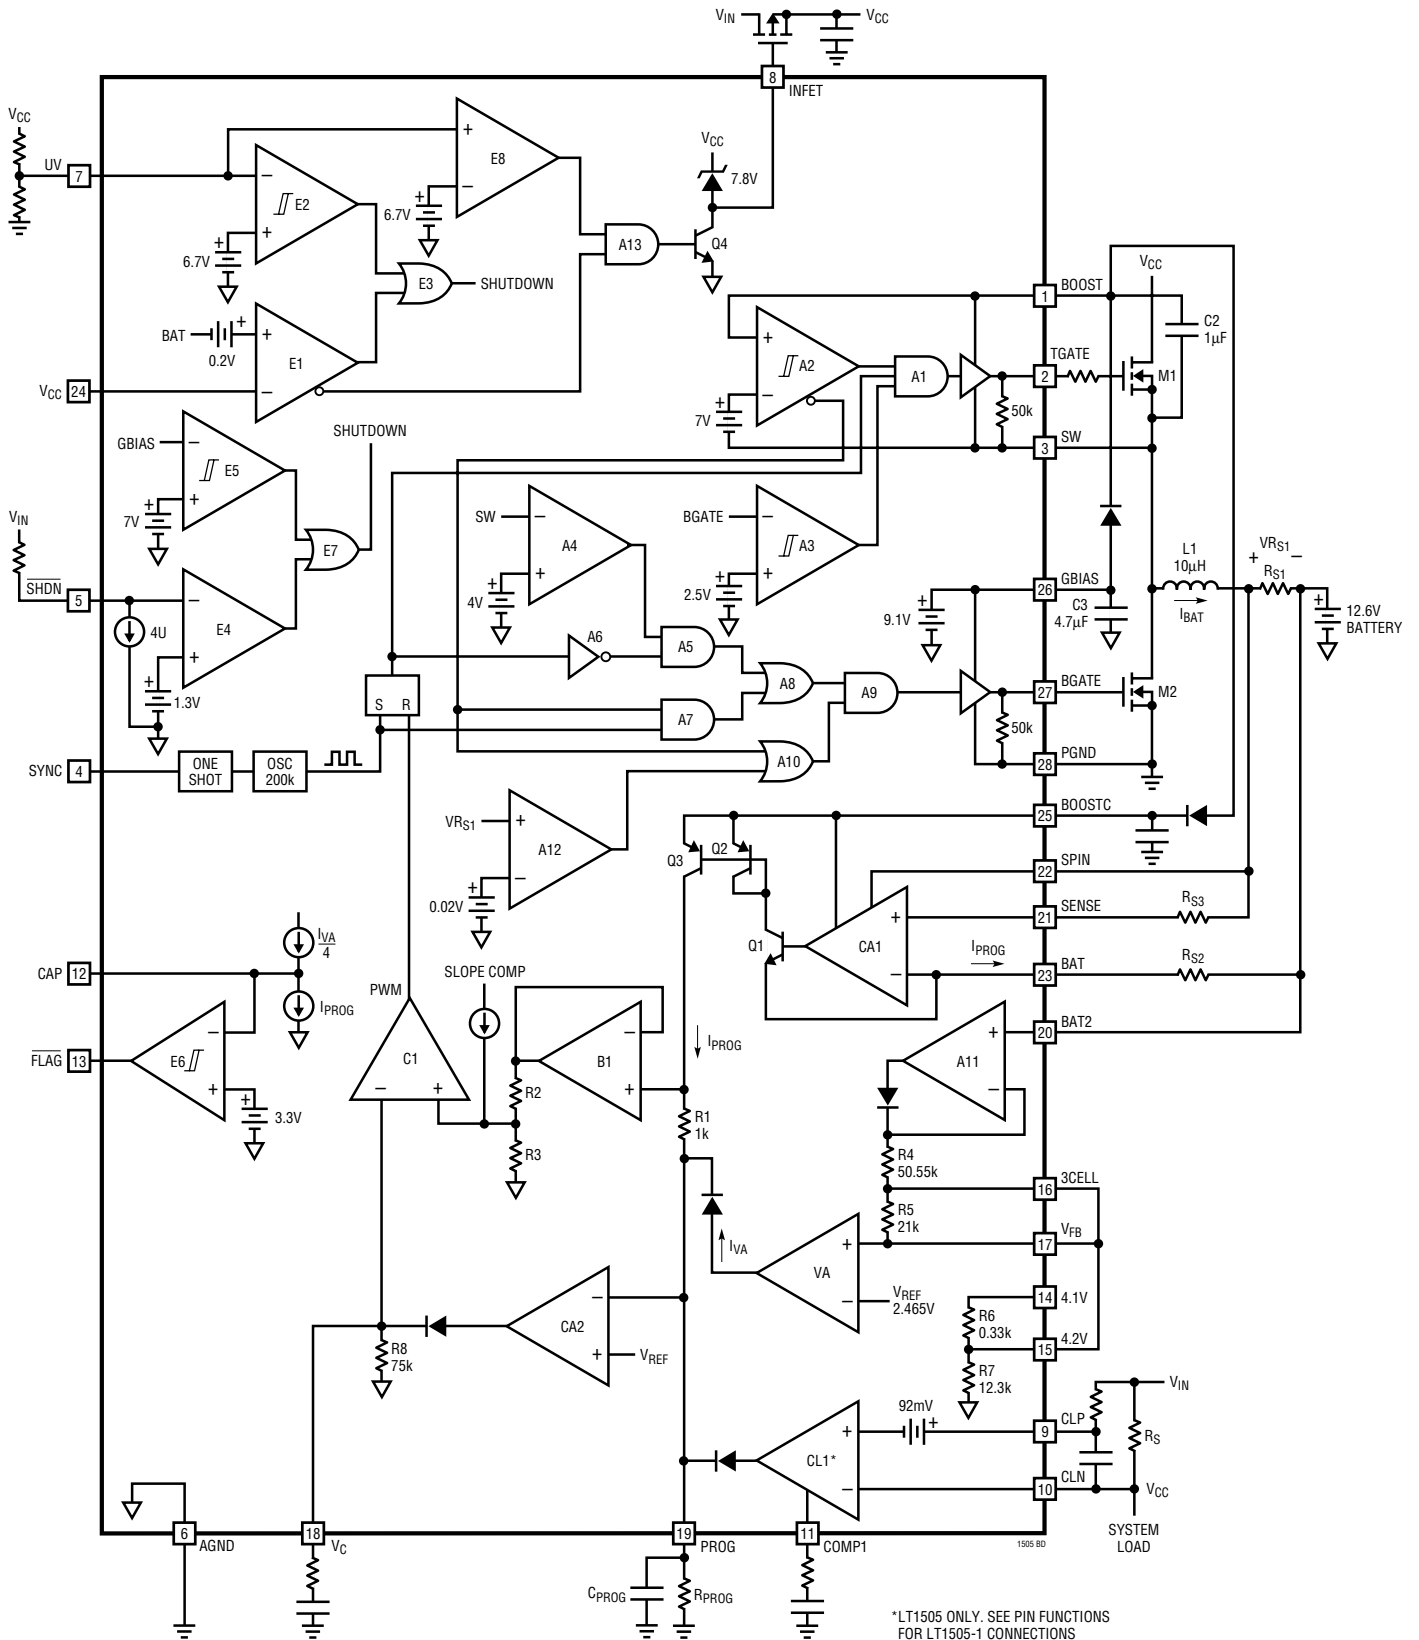 VIN
VCC
8
INFET
VCC
UV
7
+
E8
−
6.7V
+
VCC
7.8V
−
E2
+
6.7V
+
A13
Q4
E3
SHUTDOWN
BAT
+
0.2V
+
E1
−
VCC
24
1
BOOST
VCC
C2
1µF
+
A2
−
7V
+
A1
TGATE
2
M1
50k
3
SW
GBIAS
−
E5
+
7V
+
SHUTDOWN
E7
VIN
SHDN
5
4U
−
E4
+
1.3V
+
SW
−
A4
+
4V
+
BGATE
−
A3
+
2.5V
+
A6
A5
A7
A8
A9
A10
S R
9.1V
+
GBIAS
26
C3
4.7µF
L1
10µH
IBAT
VRS1
+ −
RS1
+
12.6V
BATTERY
BGATE
27
M2
50k
PGND
28
SYNC
4
ONE
SHOT
OSC
200k
VRS1
+
A12
−
0.02V
+
BOOSTC
25
Q3
Q2
SPIN
22
SENSE
21
RS3
Q1
+
CA1
−
IPROG
BAT
23
RS2
BAT2
20
+
A11
−
CAP
12
IVA
4
IPROG
FLAG
13
−
E6
+
3.3V
+
PWM
C1
− +
SLOPE COMP
−
B1
+
R2
R3
IPROG
R1
1k
R4
50.55k
R5
21k
3CELL
16
VFB
17
IVA
+
VA
−
VREF
2.465V
14
4.1V
R6
0.33k
15
4.2V
R7
12.3k
−
CA2
+
VREF
R8
75k
92mV
+
+
CL1*
−
CLP
9
CLN
10
VIN
RS
VCC
SYSTEM
LOAD
6
AGND
18
VC
19
PROG
11
COMP1
1505 BD
CPROG
RPROG
*LT1505 ONLY. SEE PIN FUNCTIONS
FOR LT1505-1 CONNECTIONS